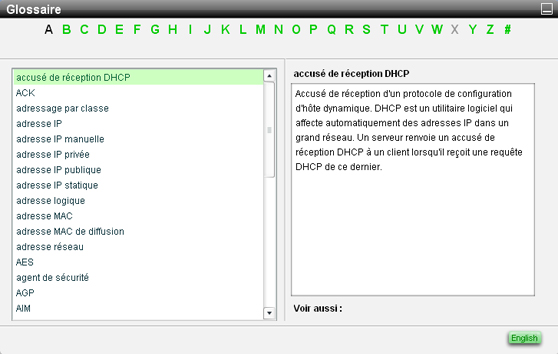 Glossaire
A B C D E F G H I J K L M N O P Q R S T U V W X Y Z #
accusé de réception DHCP
ACK
adressage par classe
adresse IP
adresse IP manuelle
adresse IP privée
adresse IP publique
adresse IP statique
adresse logique
adresse MAC
adresse MAC de diffusion
adresse réseau
AES
agent de sécurité
AGP
AIM
accusé de réception DHCP
Accusé de réception d'un protocole de configuration
d'hôte dynamique. DHCP est un utilitaire logiciel qui
affecte automatiquement des adresses IP dans un
grand réseau. Un serveur renvoie un accusé de
réception DHCP à un client lorsqu'il reçoit une requête
DHCP de ce dernier.
Voir aussi :
English